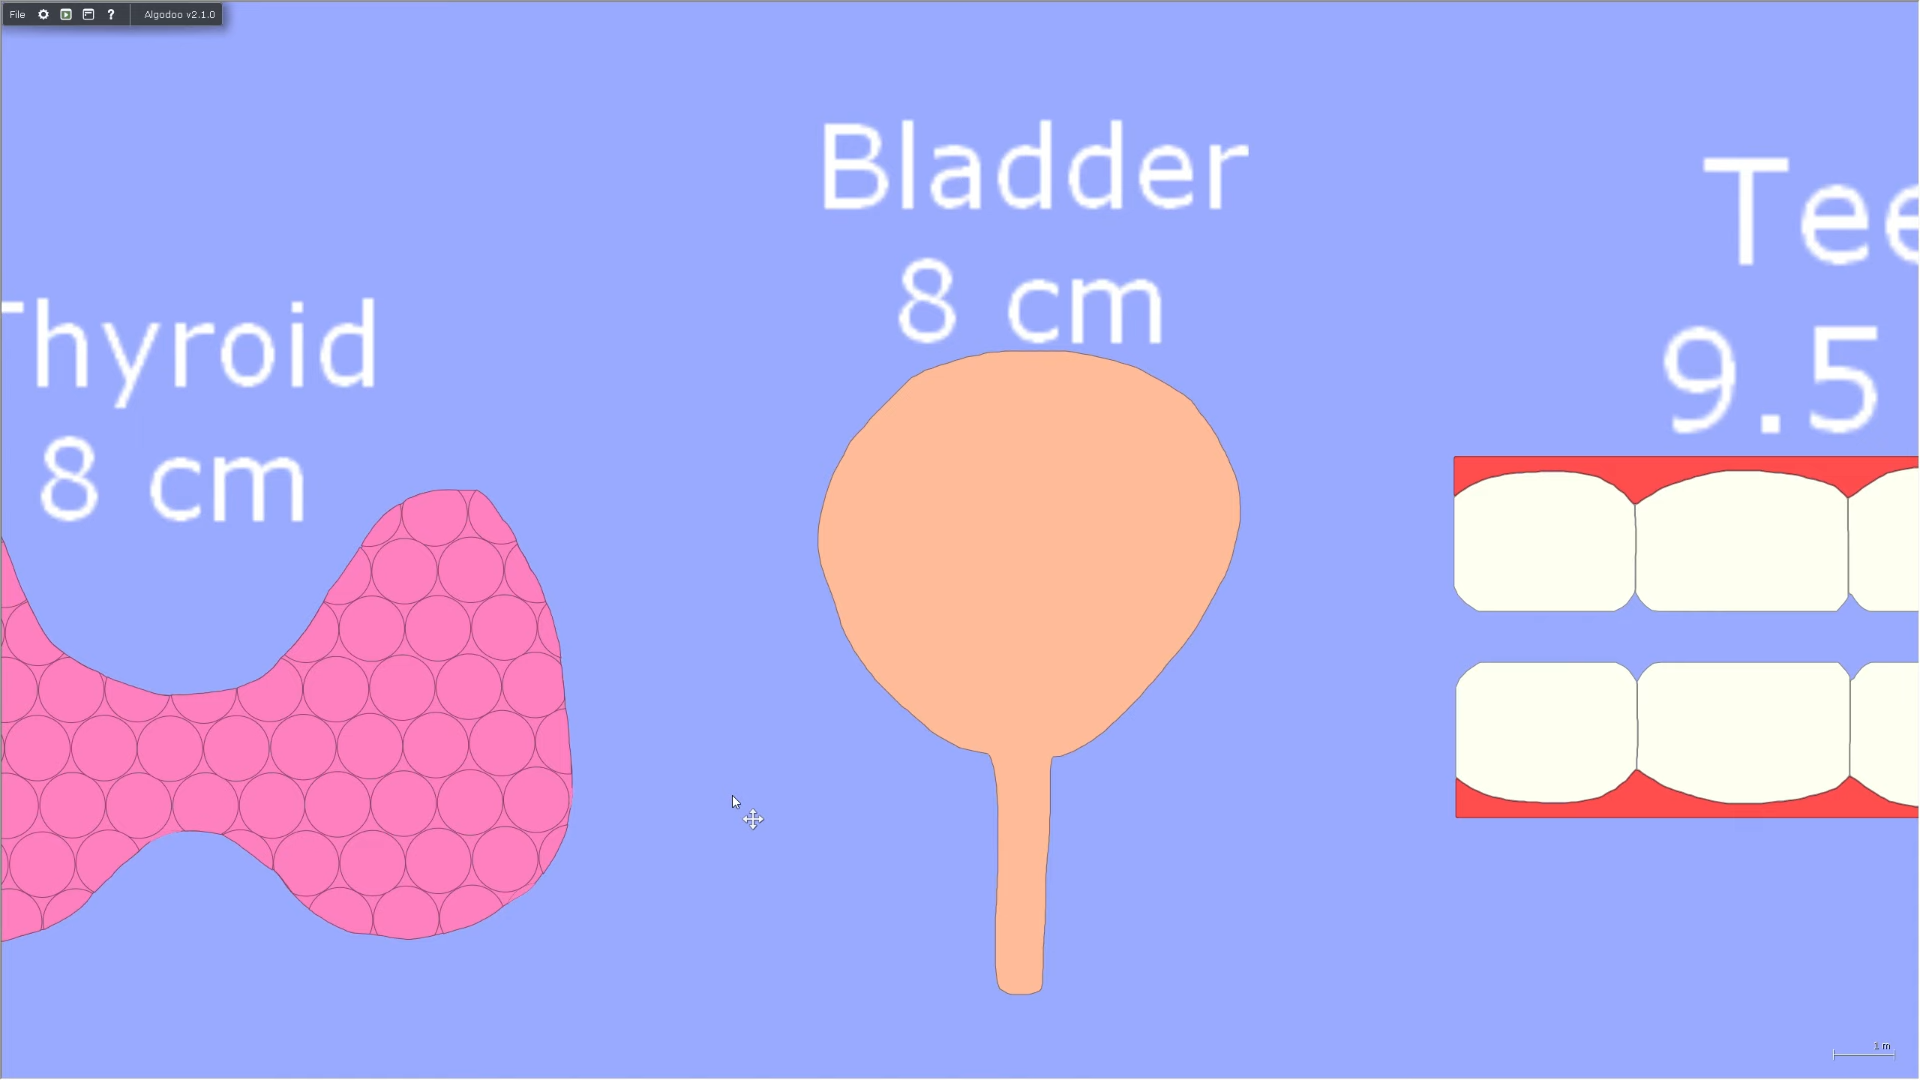 File ? Algodoo v2.1.0
Bladder
8 cm
Thyroid
8 cm
Tee
9.5
1 m